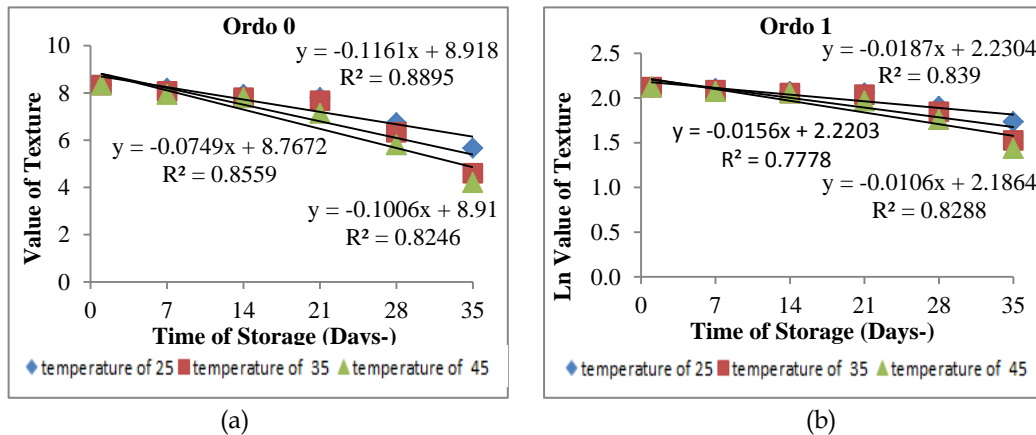 Ordo 0
y = -0.1161x + 8.918
R² = 0.8895
y = -0.0749x + 8.7672
R² = 0.8559
y = -0.1006x + 8.91
R² = 0.8246
Value of Texture
10
8
6
4
2
0
0 7 14 21 28 35
Time of Storage (Days-)
temperature of 25 temperature of 35 temperature of 45
(a)
Ordo 1
y = -0.0187x + 2.2304
R² = 0.839
y = -0.0156x + 2.2203
R² = 0.7778
y = -0.0106x + 2.1864
R² = 0.8288
Ln Value of Texture
2.5
2.0
1.5
1.0
0.5
0.0
0 7 14 21 28 35
Time of Storage (Days-)
temperature of 25 temperature of 35 temperature of 45
(b)